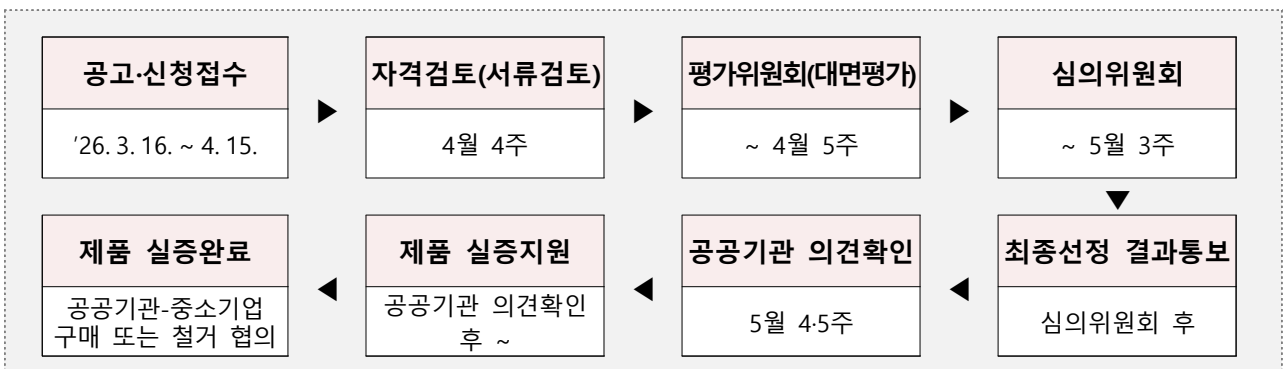 공고·신청접수
'26. 3. 16. ~ 4. 15.
▶
자격검토(서류검토)
4월 4주
▶
평가위원회(대면평가)
~ 4월 5주
▶
심의위원회
~ 5월 3주
▼
최종선정 결과통보
심의위원회 후
◀
공공기관 의견확인
5월 4·5주
◀
제품 실증지원
공공기관 의견확인
후 ~
◀
제품 실증완료
공공기관-중소기업
구매 또는 철거 협의